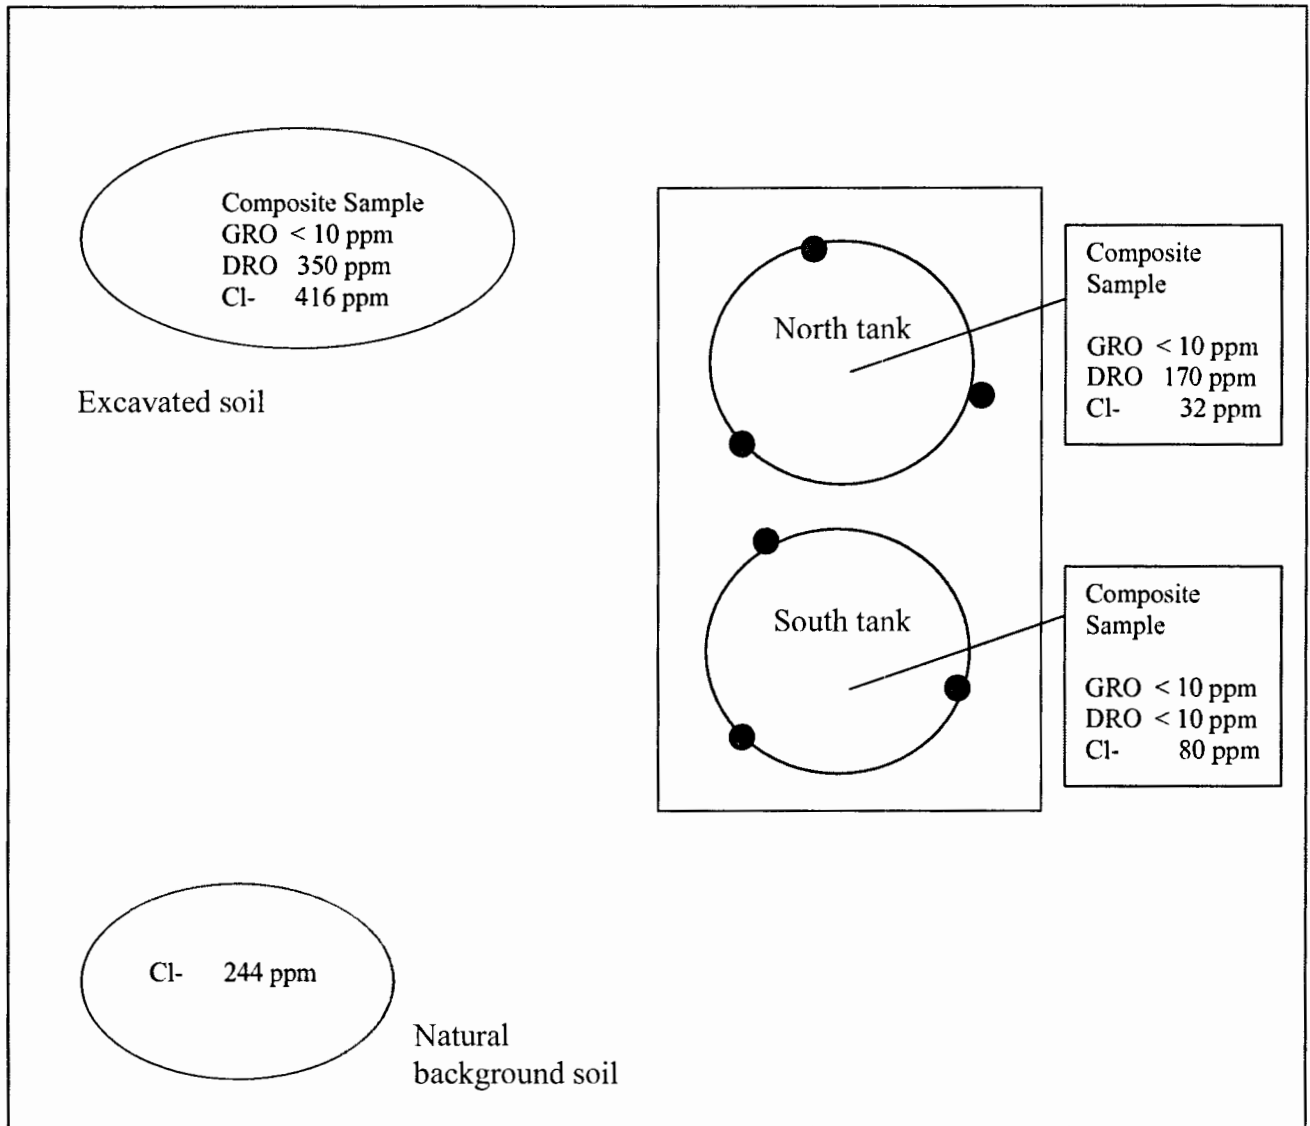 Composite Sample
GRO < 10 ppm
DRO 350 ppm
Cl- 416 ppm
Excavated soil
North tank
Composite
Sample
GRO < 10 ppm
DRO 170 ppm
Cl- 32 ppm
South tank
Composite
Sample
GRO < 10 ppm
DRO < 10 ppm
Cl- 80 ppm
Cl- 244 ppm
Natural
background soil